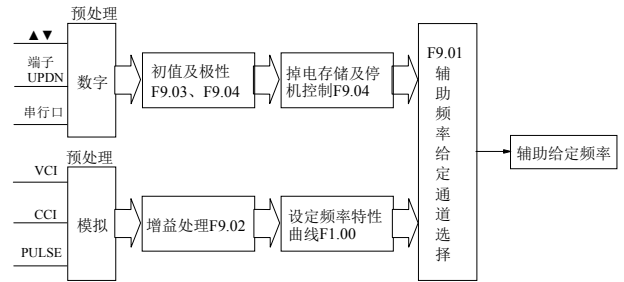 预处理
▲▼
端子
UPDN
串行口
数字
初值及极性
F9.03、F9.04
掉电存储及停
机控制F9.04
F9.01
辅助频率给定通道选择
辅助给定频率
预处理
VCI
CCI
PULSE
模拟
增益处理F9.02
设定频率特性
曲线F1.00